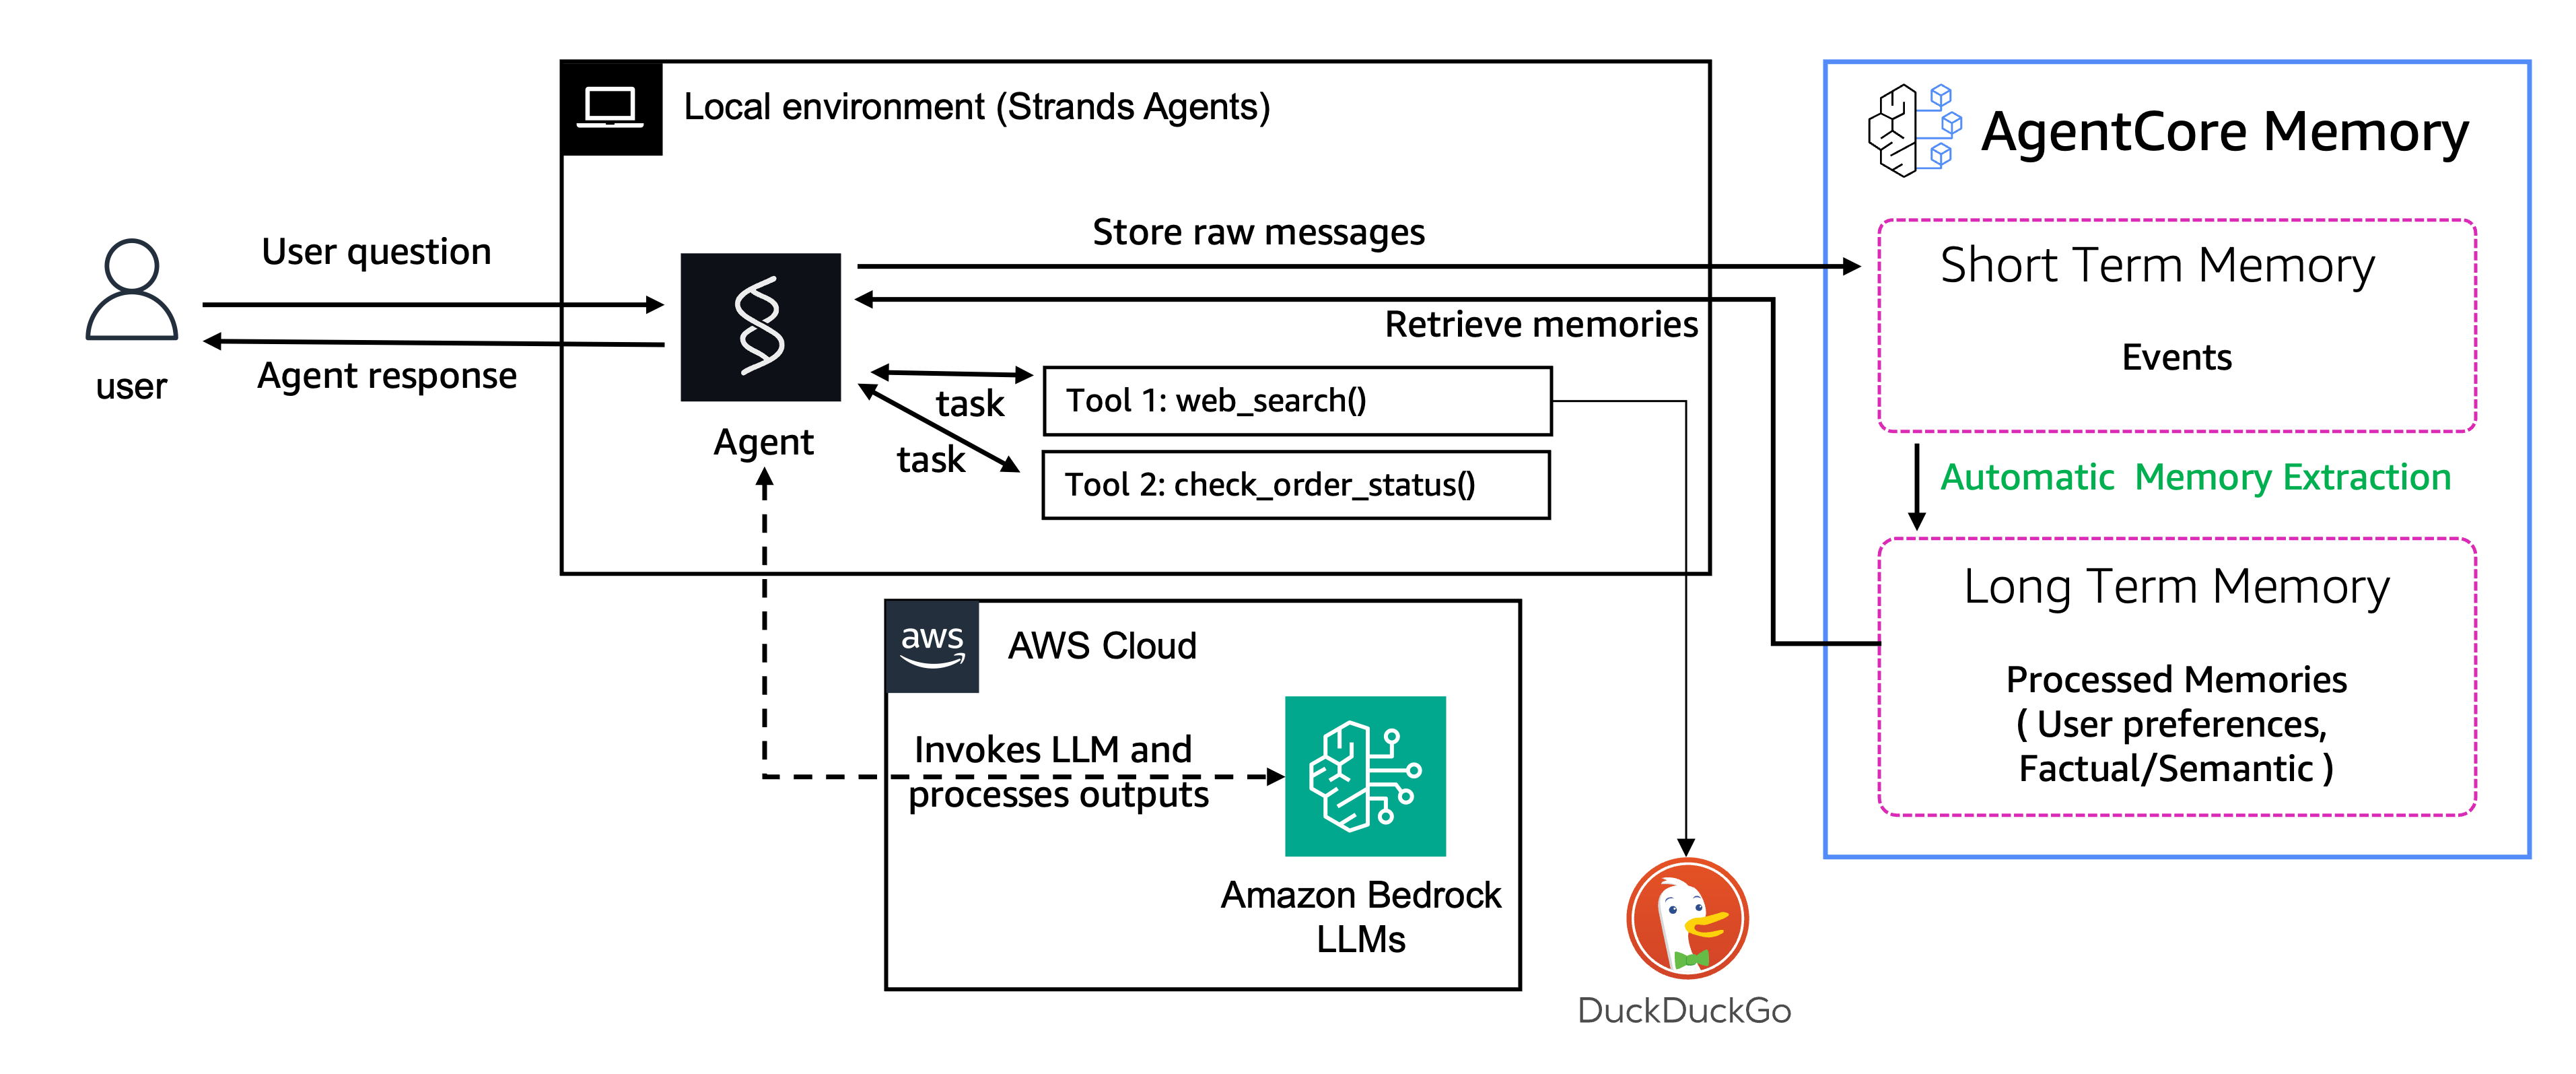 Local environment (Strands Agents)
AgentCore Memory
User question
Agent response
user
Agent
Store raw messages
Retrieve memories
task
task
Tool 1: web_search()
Tool 2: check_order_status()
Short Term Memory
Events
Automatic Memory Extraction
Long Term Memory
Processed Memories
( User preferences,
Factual/Semantic )
aws
AWS Cloud
Invokes LLM and
processes outputs
Amazon Bedrock
LLMs
DuckDuckGo